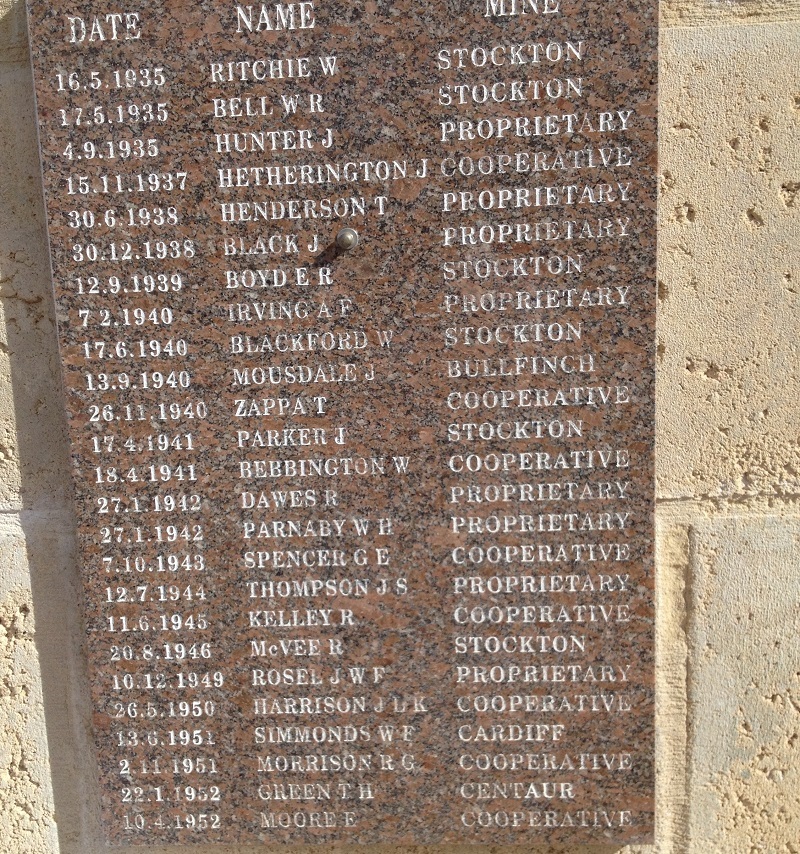 DATE NAME MINE
16.5.1935 RITCHIE W STOCKTON
17.5.1935 BELL W R STOCKTON
4.9.1935 HUNTER J PROPRIETARY
15.11.1937 HETHERINGTON J COOPERATIVE
30.6.1938 HENDERSON T PROPRIETARY
30.12.1938 BLACK J PROPRIETARY
12.9.1939 BOYD E R STOCKTON
7.2.1940 IRVING A F PROPRIETARY
17.6.1940 BLACKFORD W STOCKTON
13.9.1940 MOUSDALE J BULLFINCH
26.11.1940 ZAPPA T COOPERATIVE
17.4.1941 PARKER J STOCKTON
18.4.1941 BEBBINGTON W COOPERATIVE
27.1.1942 DAWES R PROPRIETARY
27.1.1942 PARNABY W H PROPRIETARY
7.10.1943 SPENCER G E COOPERATIVE
12.7.1944 THOMPSON J S PROPRIETARY
11.6.1945 KELLEY R COOPERATIVE
20.8.1946 McVEE R STOCKTON
10.12.1949 ROSEL J W F PROPRIETARY
26.5.1950 HARRISON J L K COOPERATIVE
13.6.1951 SIMMONDS W F CARDIFF
2.11.1951 MORRISON R G COOPERATIVE
22.1.1952 GREEN T H CENTAUR
10.4.1952 MOORE E COOPERATIVE